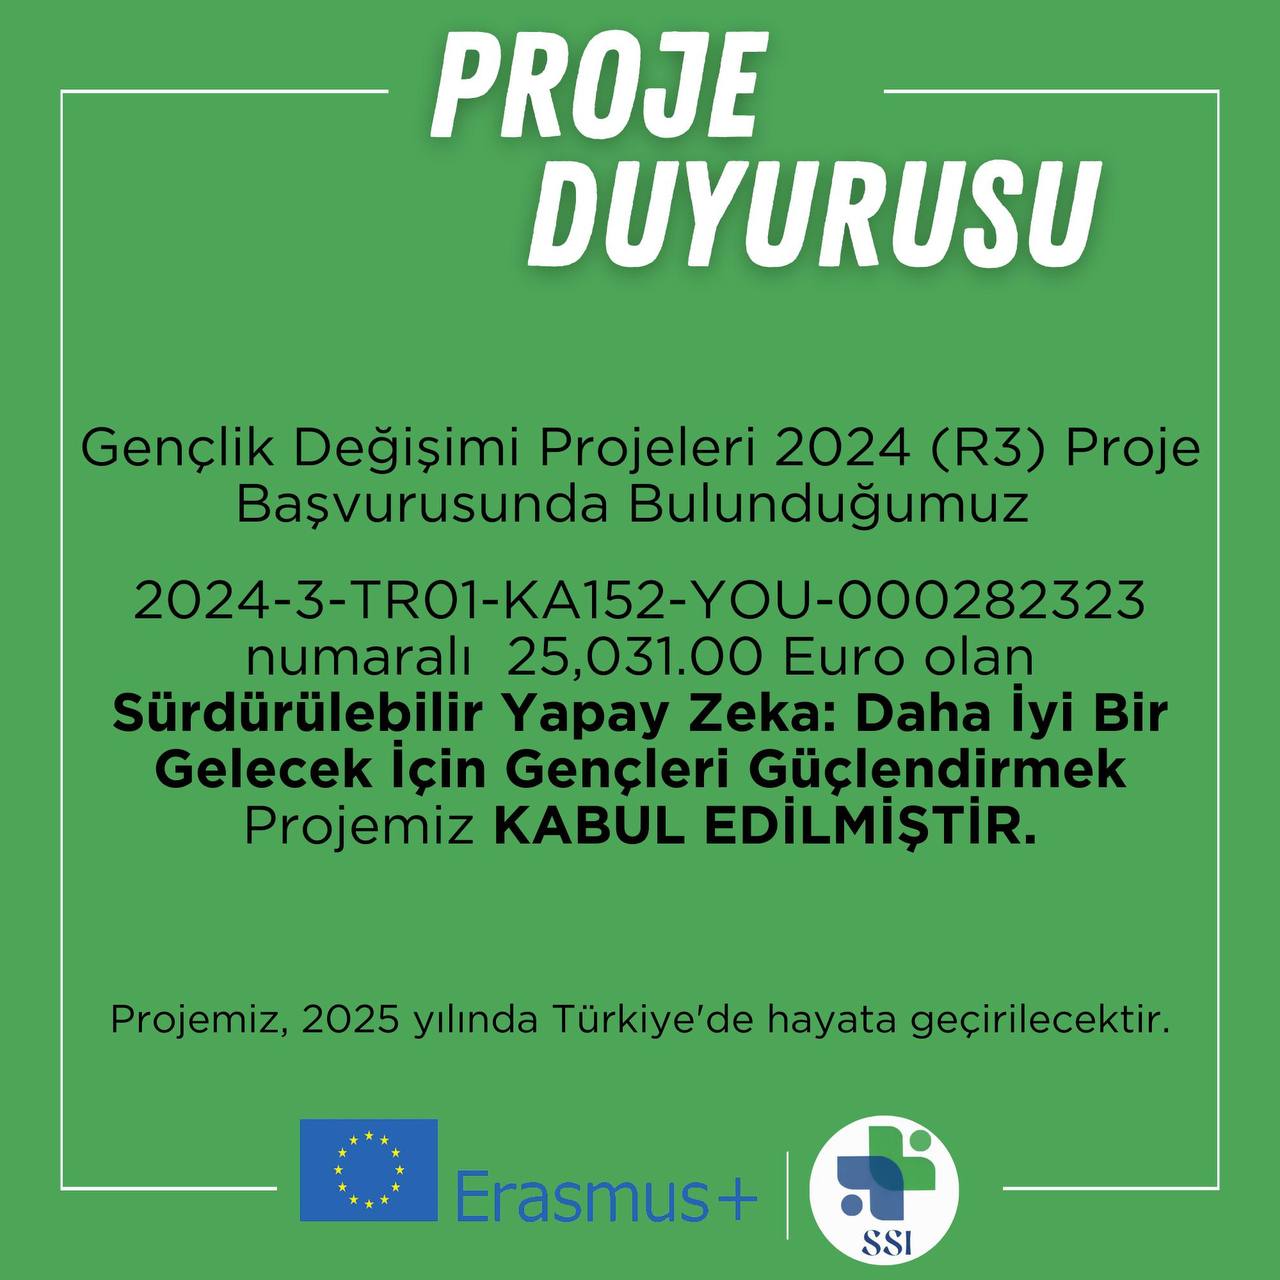 PROJE
DUYURUSU
Gençlik Değişimi Projeleri 2024 (R3) Proje
Başvurusunda Bulunduğumuz
2024-3-TR01-KA152-YOU-000282323
numaralı 25,031.00 Euro olan
Sürdürülebilir Yapay Zeka: Daha İyi Bir
Gelecek İçin Gençleri Güçlendirmek
Projemiz KABUL EDİLMİŞTİR.
Projemiz, 2025 yılında Türkiye'de hayata geçirilecektir.
Erasmus+
SSI